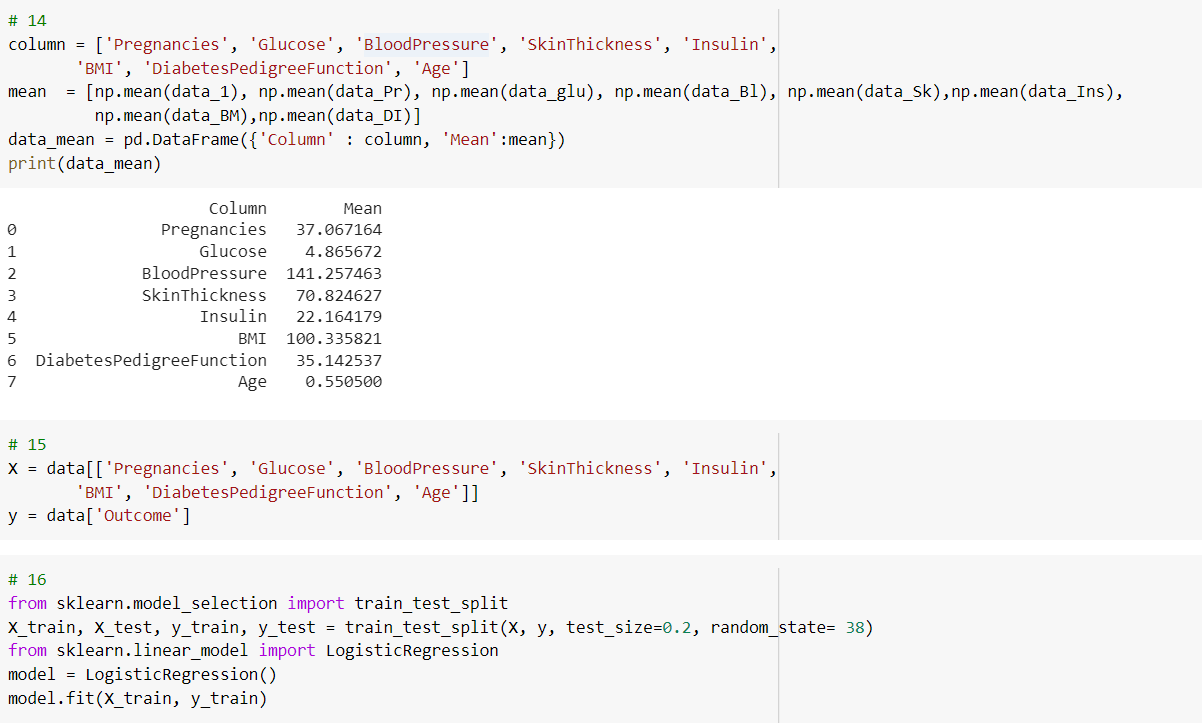 # 14
column = ['Pregnancies', 'Glucose', 'BloodPressure', 'SkinThickness', 'Insulin',
       'BMI', 'DiabetesPedigreeFunction', 'Age']
mean  = [np.mean(data_1), np.mean(data_Pr), np.mean(data_glu), np.mean(data_Bl), np.mean(data_Sk),np.mean(data_Ins),
         np.mean(data_BM),np.mean(data_DI)]
data_mean = pd.DataFrame({'Column' : column, 'Mean':mean})
print(data_mean)
                     Column        Mean
0               Pregnancies   37.067164
1                   Glucose    4.865672
2             BloodPressure  141.257463
3             SkinThickness   70.824627
4                   Insulin   22.164179
5                       BMI  100.335821
6  DiabetesPedigreeFunction   35.142537
7                       Age    0.550500
# 15
X = data[['Pregnancies', 'Glucose', 'BloodPressure', 'SkinThickness', 'Insulin',
       'BMI', 'DiabetesPedigreeFunction', 'Age']]
y = data['Outcome']
# 16
from sklearn.model_selection import train_test_split
X_train, X_test, y_train, y_test = train_test_split(X, y, test_size=0.2, random_state= 38)
from sklearn.linear_model import LogisticRegression
model = LogisticRegression()
model.fit(X_train, y_train)